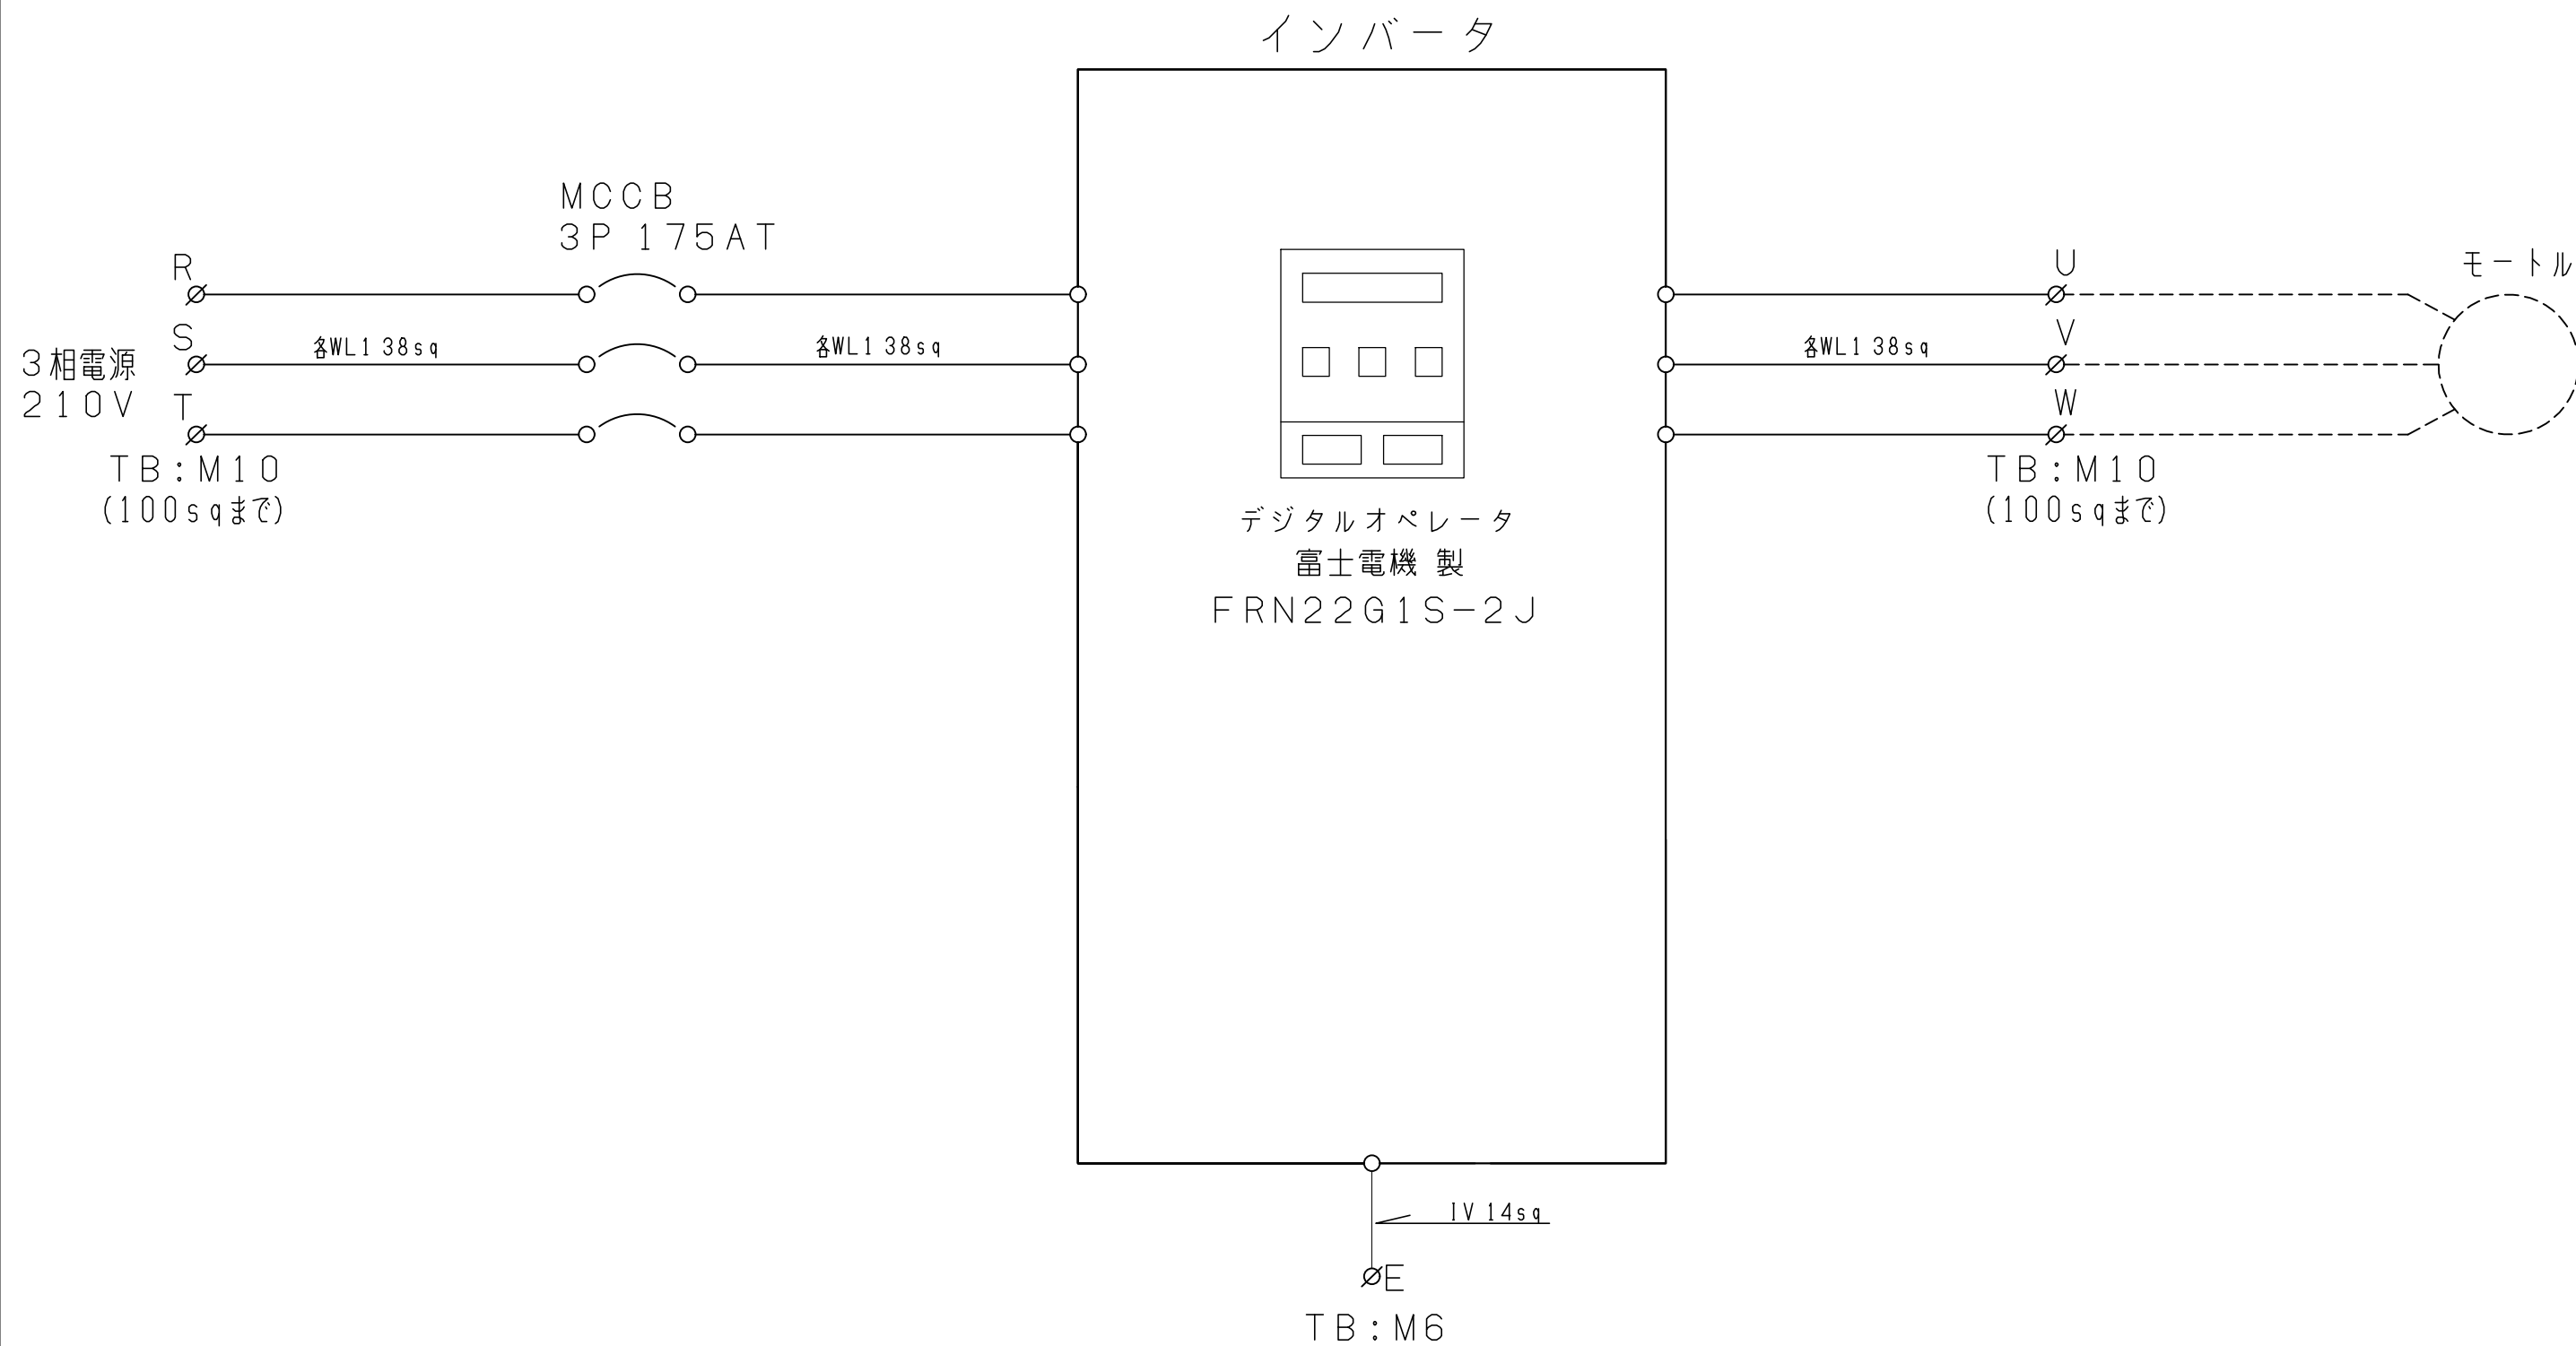 インバータ
MCCB
3P 175AT
R
S
T
3相電源
210V
各WL1 38sq
各WL1 38sq
TB:M10
(100sqまで)
デジタルオペレータ
富士電機 製
FRN22G1S-2J
各WL1 38sq
U
V
W
TB:M10
(100sqまで)
モートル
IV 14sq
E
TB:M6